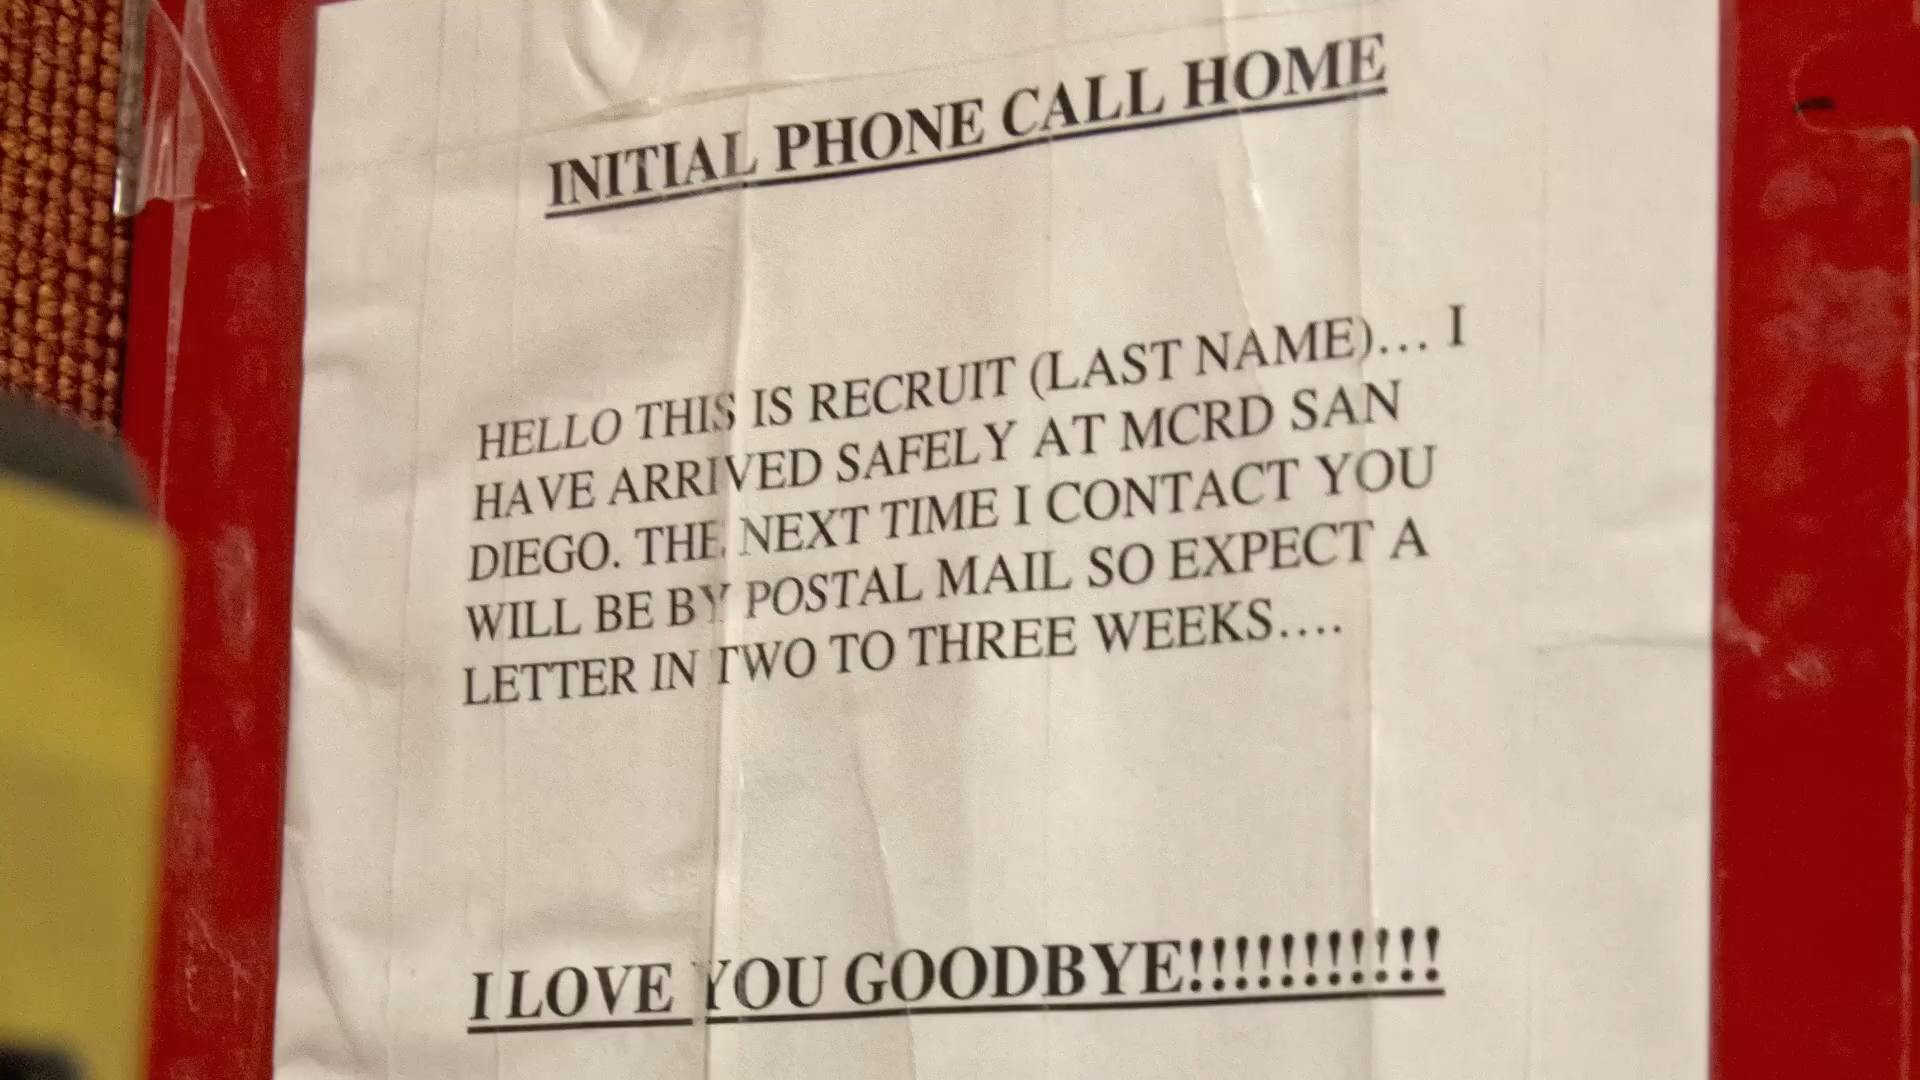 INITIAL PHONE CALL HOME
HELLO THIS IS RECRUIT (LAST NAME)... I
HAVE ARRIVED SAFELY AT MCRD SAN
DIEGO. THE NEXT TIME I CONTACT YOU
WILL BE BY POSTAL MAIL SO EXPECT A
LETTER IN TWO TO THREE WEEKS....
I LOVE YOU GOODBYE!!!!!!!!!!!